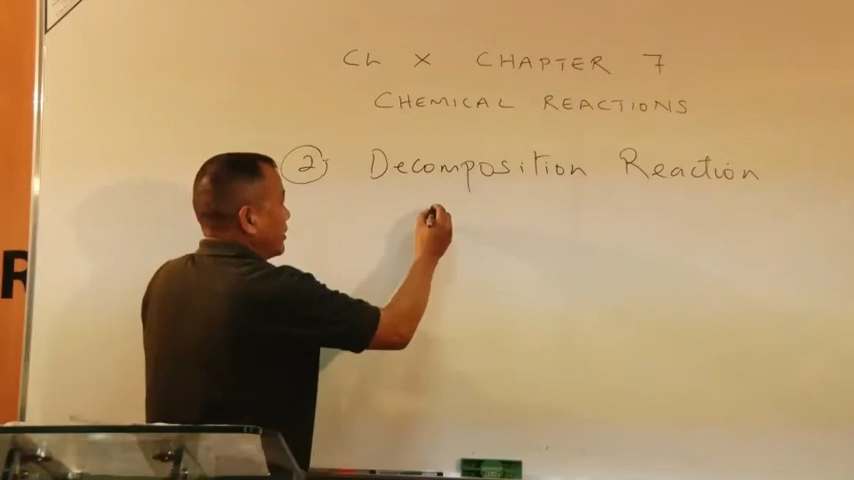 CL X CHAPTER 7
CHEMICAL REACTIONS
2 Decomposition Reaction
R